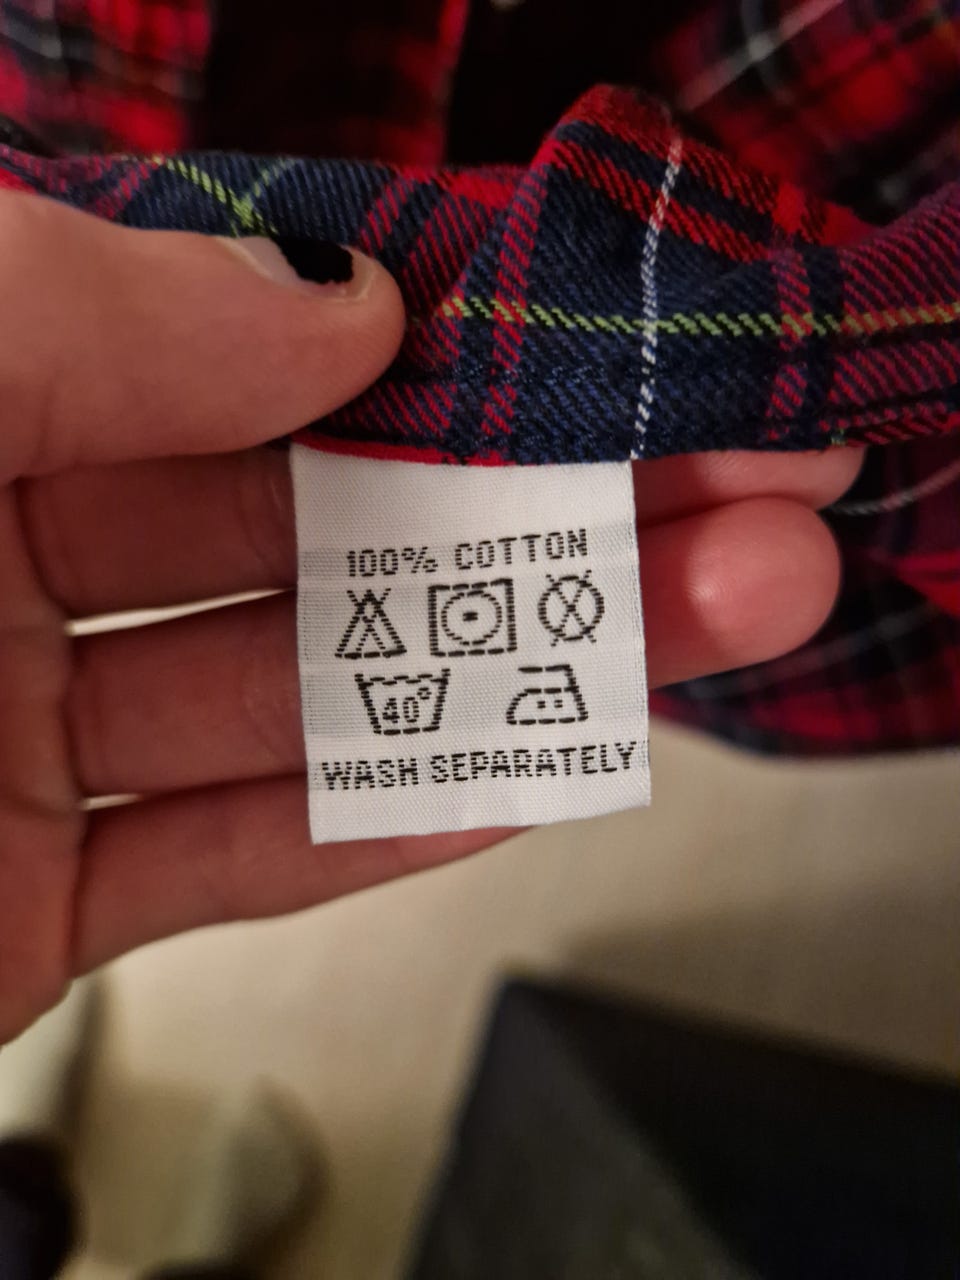 100% COTTON
40°
WASH SEPARATELY